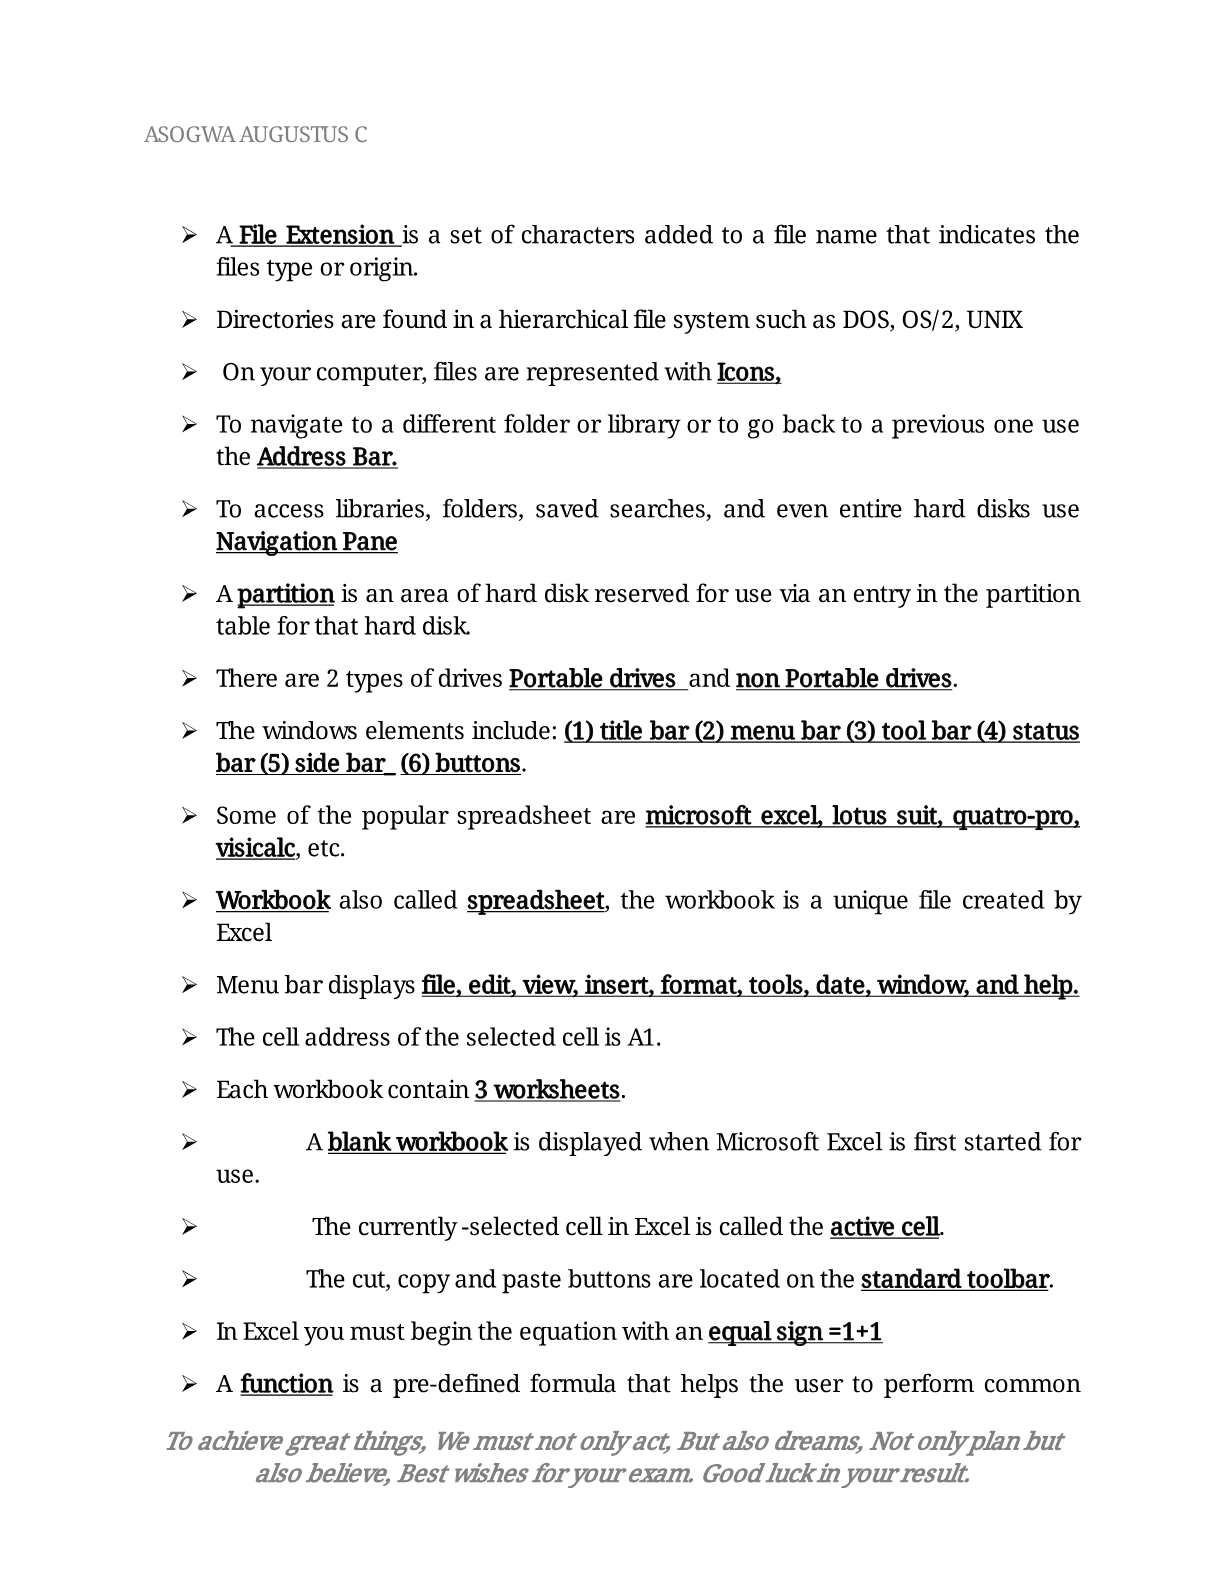 ASOGWA AUGUSTUS C
➢ A File Extension is a set of characters added to a file name that indicates the
files type or origin.
➢ Directories are found in a hierarchical file system such as DOS, OS/2, UNIX
➢ On your computer, files are represented with Icons,
➢ To navigate to a different folder or library or to go back to a previous one use
the Address Bar.
➢ To access libraries, folders, saved searches, and even entire hard disks use
Navigation Pane
➢ A partition is an area of hard disk reserved for use via an entry in the partition
table for that hard disk.
➢ There are 2 types of drives Portable drives and non Portable drives.
➢ The windows elements include: (1) title bar (2) menu bar (3) tool bar (4) status
bar (5) side bar_ (6) buttons.
➢ Some of the popular spreadsheet are microsoft excel, lotus suit, quatro-pro,
visicalc, etc.
➢ Workbook also called spreadsheet, the workbook is a unique file created by
Excel
➢ Menu bar displays file, edit, view, insert, format, tools, date, window, and help.
➢ The cell address of the selected cell is A1.
➢ Each workbook contain 3 worksheets.
➢ A blank workbook is displayed when Microsoft Excel is first started for
use.
➢ The currently -selected cell in Excel is called the active cell.
➢ The cut, copy and paste buttons are located on the standard toolbar.
➢ In Excel you must begin the equation with an equal sign =1+1
➢ A function is a pre-defined formula that helps the user to perform common
To achieve great things, We must not only act, But also dreams, Not only plan but
also believe, Best wishes for your exam. Good luck in your result.